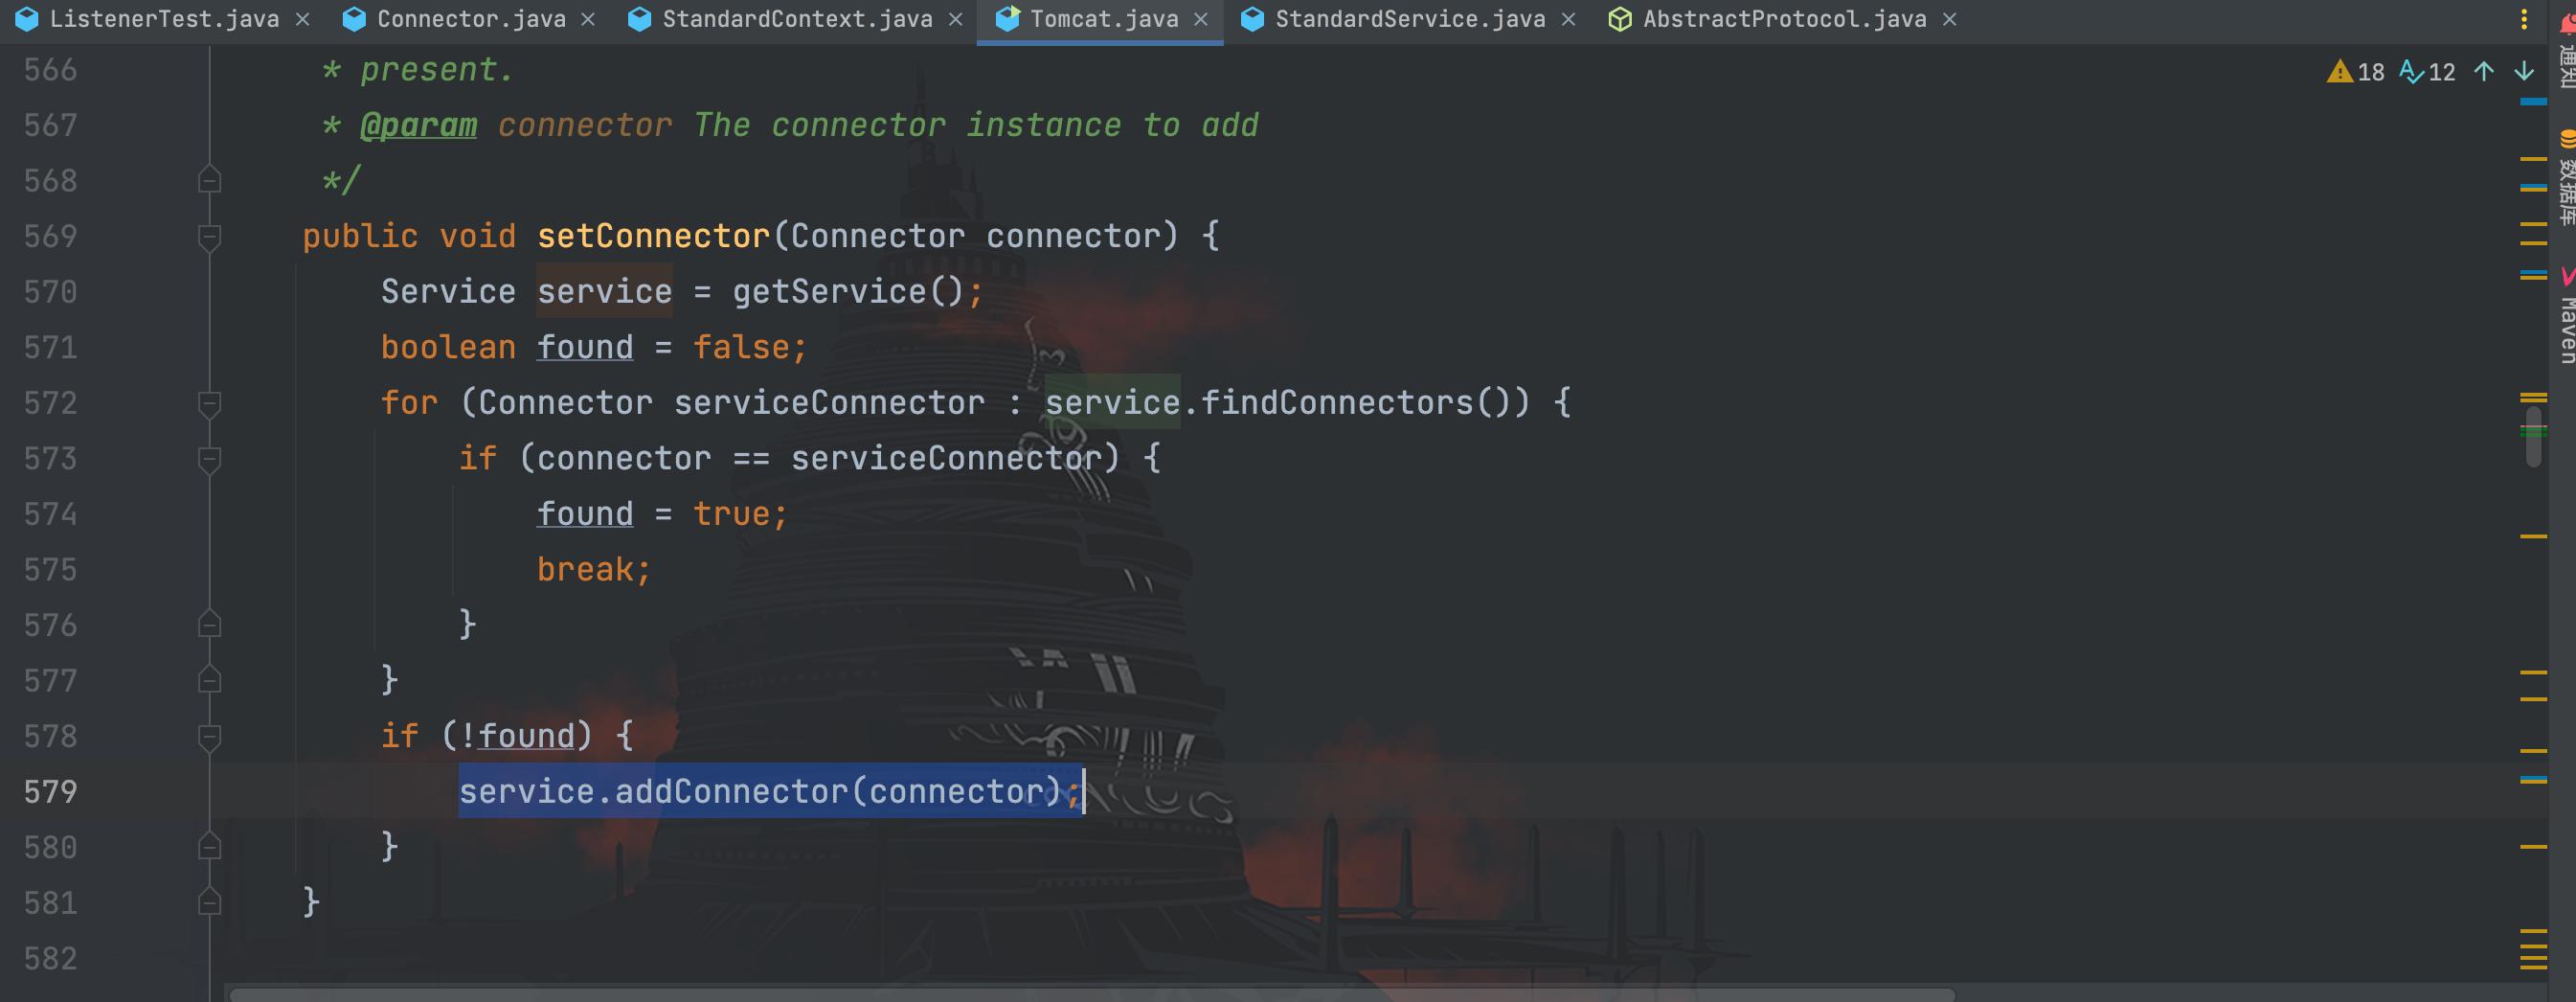 ListenerTest.java Connector.java StandardContext.java Tomcat.java StandardService.java AbstractProtocol.java
18 12
566 * present.
567 * @param connector The connector instance to add
568 */
569 public void setConnector(Connector connector) {
570 Service service = getService();
571 boolean found = false;
572 for (Connector serviceConnector : service.findConnectors()) {
573 if (connector == serviceConnector) {
574 found = true;
575 break;
576 }
577 }
578 if (!found) {
579 service.addConnector(connector);
580 }
581 }
582
通知
数据库
Maven